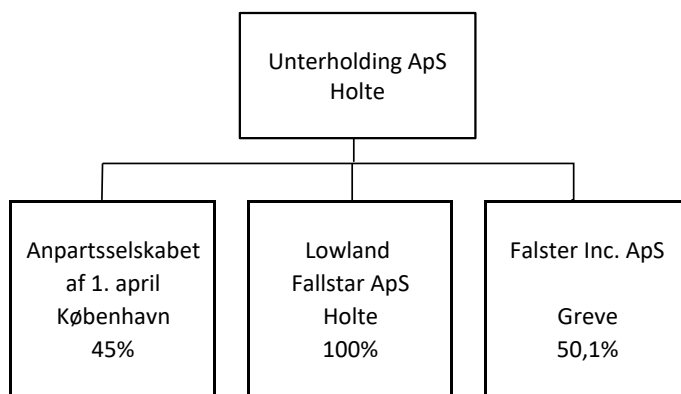 Unterholding ApS
Holte
Anpartsselskabet
af 1. april
København
45%
Lowland
Fallstar ApS
Holte
100%
Falster Inc. ApS
Greve
50,1%